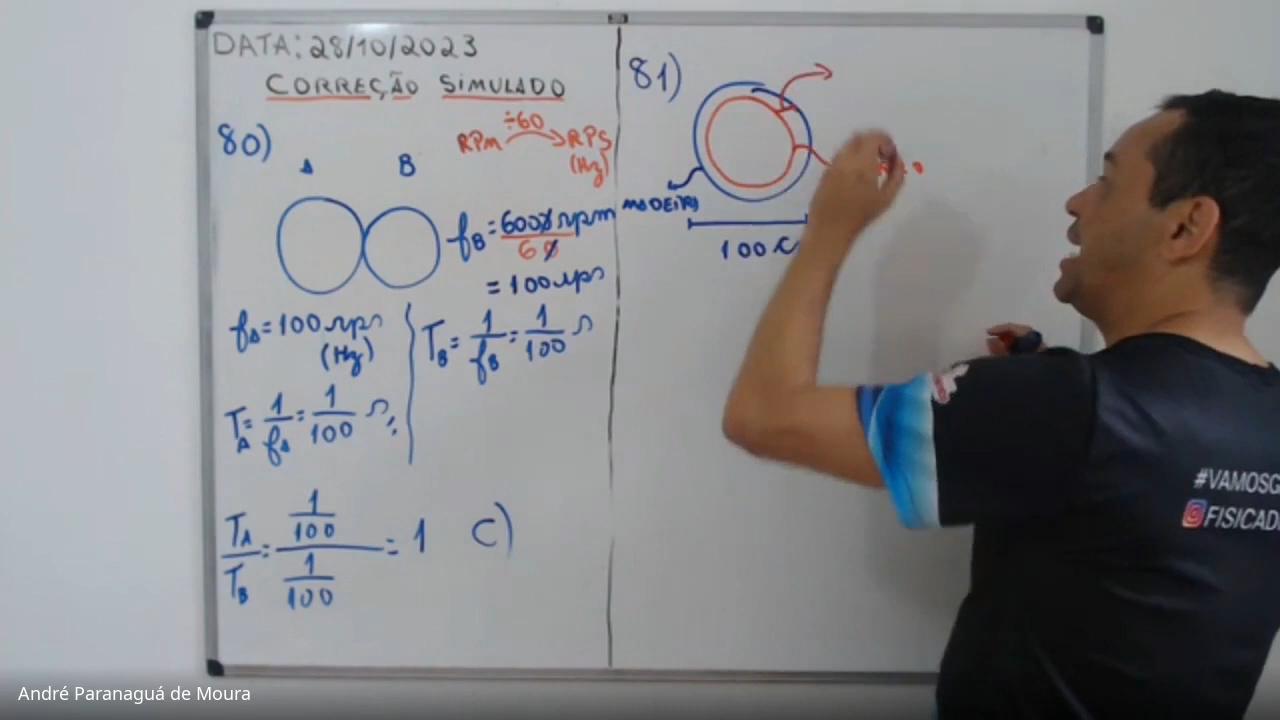 DATA: 28/10/2023
CORREÇÃO SIMULADO
80)
÷60
RPM RPS
(Hz)
A B
fB = 6000 rpm
60
= 100 rps
fA = 100 rps
(Hz)
TB = 1/fB = 1/100 s
TA = 1/fA = 1/100 s
TA/TB = 1/100 / 1/100 = 1 C)
81)
MADEIRA
100 c
#VAMOSG
FISICAD
André Paranaguá de Moura